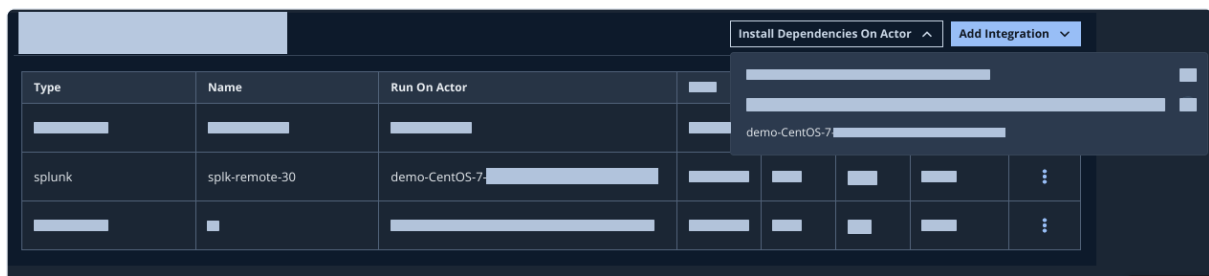 Install Dependencies On Actor
Add Integration
Type Name Run On Actor
demo-CentOS-7-
splunk splk-remote-30 demo-CentOS-7-